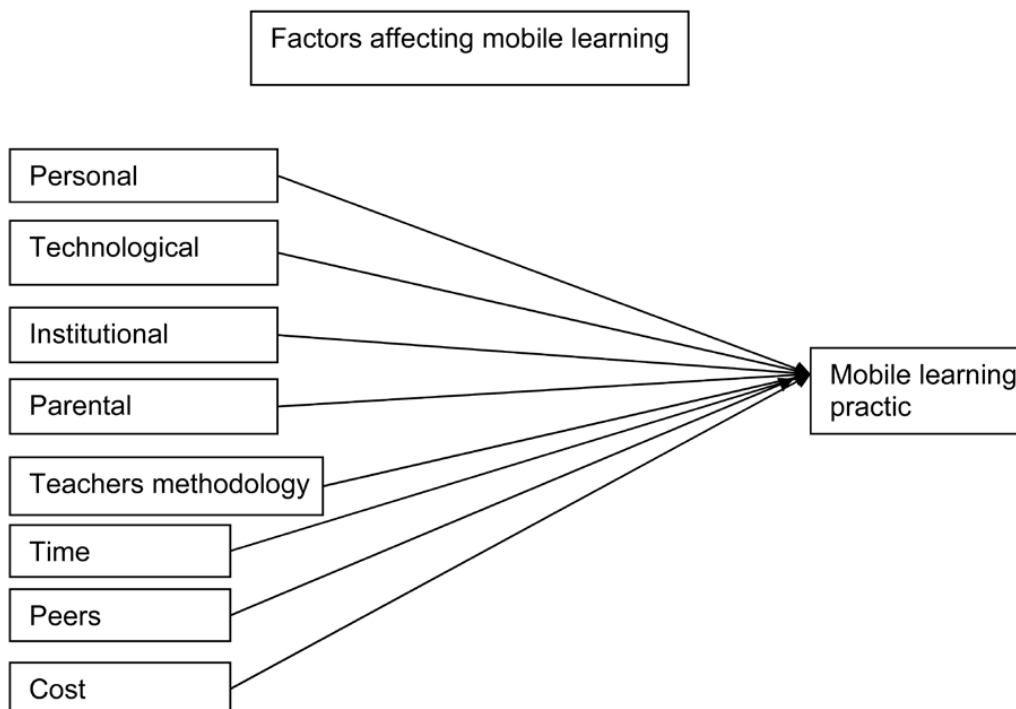 Factors affecting mobile learning
Personal
Technological
Institutional
Parental
Teachers methodology
Time
Peers
Cost
Mobile learning
practic